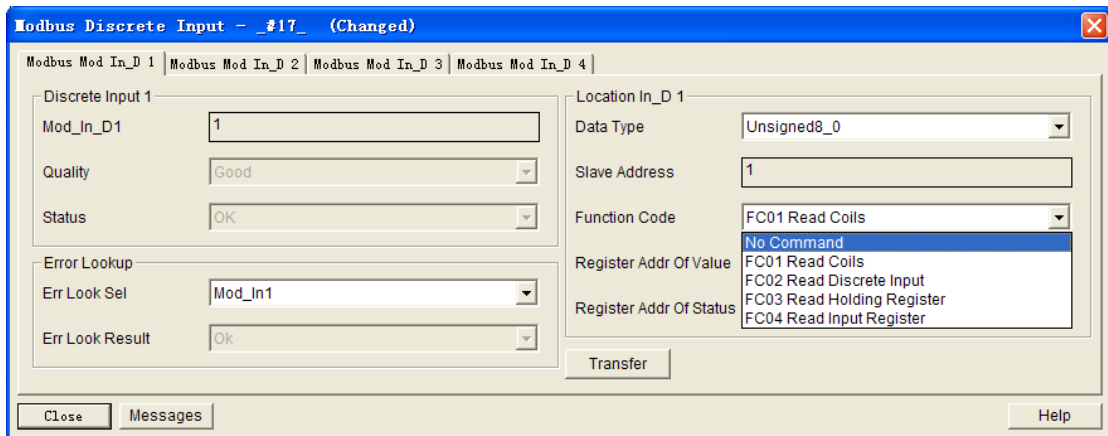 Modbus Discrete Input - _#17_ (Changed)
Modbus Mod In_D 1 Modbus Mod In_D 2 Modbus Mod In_D 3 Modbus Mod In_D 4
Discrete Input 1
Mod_In_D1 1
Quality Good
Status OK
Error Lookup
Err Look Sel Mod_In1
Err Look Result Ok
Location In_D 1
Data Type Unsigned8_0
Slave Address 1
Function Code FC01 Read Coils
No Command
FC01 Read Coils
FC02 Read Discrete Input
FC03 Read Holding Register
FC04 Read Input Register
Register Addr Of Value
Register Addr Of Status
Transfer
Close Messages Help